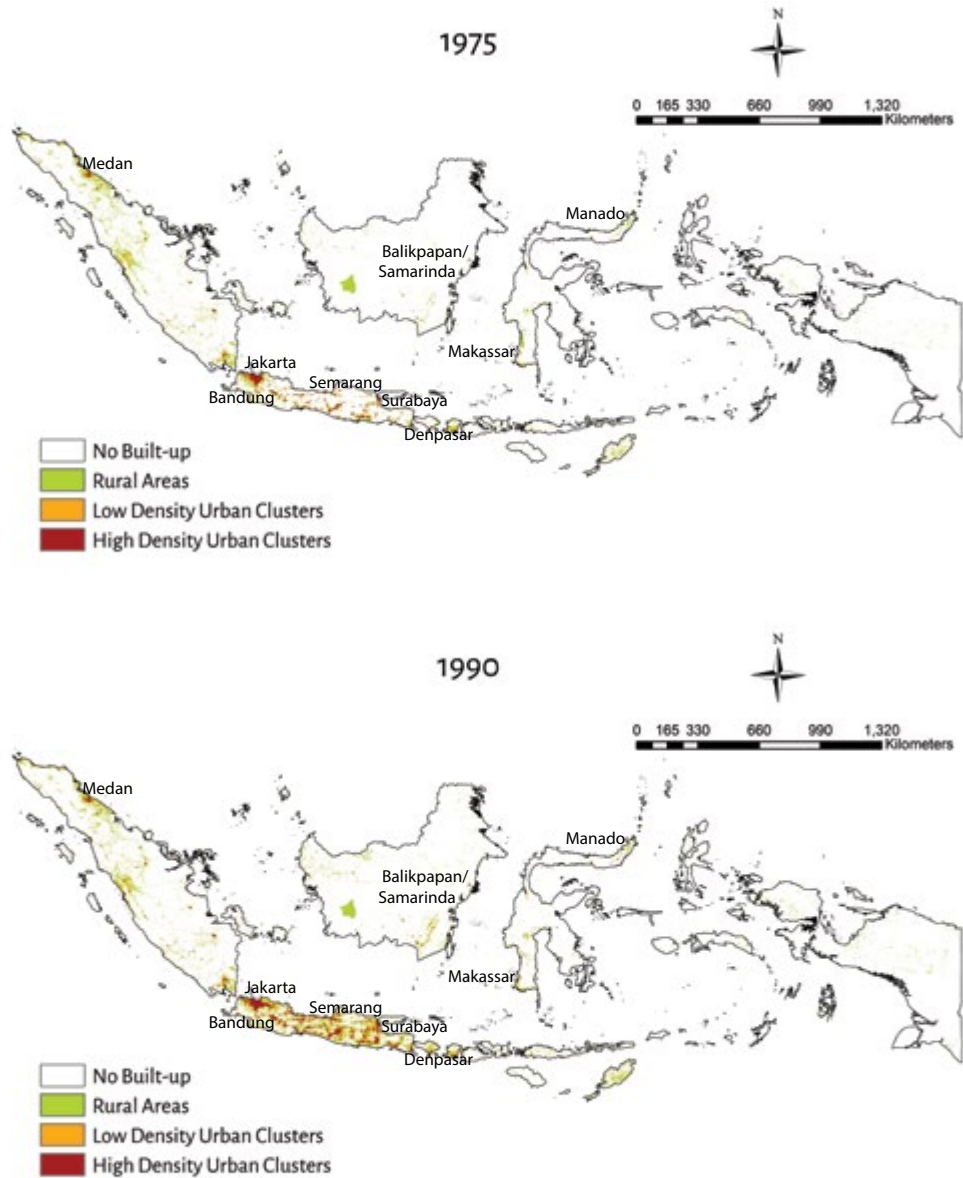 1975
N
0 165 330 660 990 1,320
Kilometers
Medan
Manado
Balikpapan/
Samarinda
Makassar
Jakarta
Semarang
Bandung
Surabaya
Denpasar
No Built-up
Rural Areas
Low Density Urban Clusters
High Density Urban Clusters
1990
N
0 165 330 660 990 1,320
Kilometers
Medan
Manado
Balikpapan/
Samarinda
Makassar
Jakarta
Semarang
Bandung
Surabaya
Denpasar
No Built-up
Rural Areas
Low Density Urban Clusters
High Density Urban Clusters